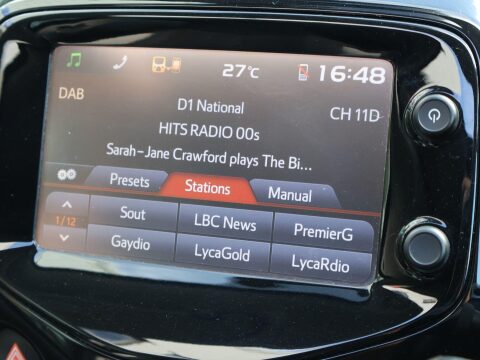 27°C 16:48
DAB
D1 National
CH 11D
HITS RADIO 00s
Sarah-Jane Crawford plays The Bi...
Presets Stations Manual
1/12
Sout LBC News PremierG
Gaydio LycaGold LycaRdio